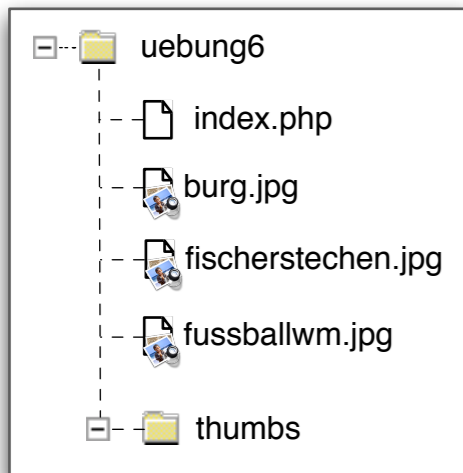 uebung6
index.php
burg.jpg
fischerstechen.jpg
fussballwm.jpg
thumbs